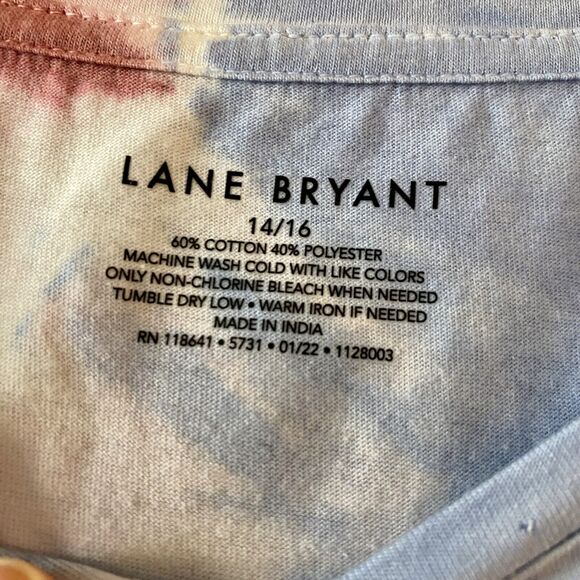 LANE BRYANT
14/16
60% COTTON 40% POLYESTER
MACHINE WASH COLD WITH LIKE COLORS
ONLY NON-CHLORINE BLEACH WHEN NEEDED
TUMBLE DRY LOW • WARM IRON IF NEEDED
MADE IN INDIA
RN 118641 • 5731 • 01/22 • 1128003